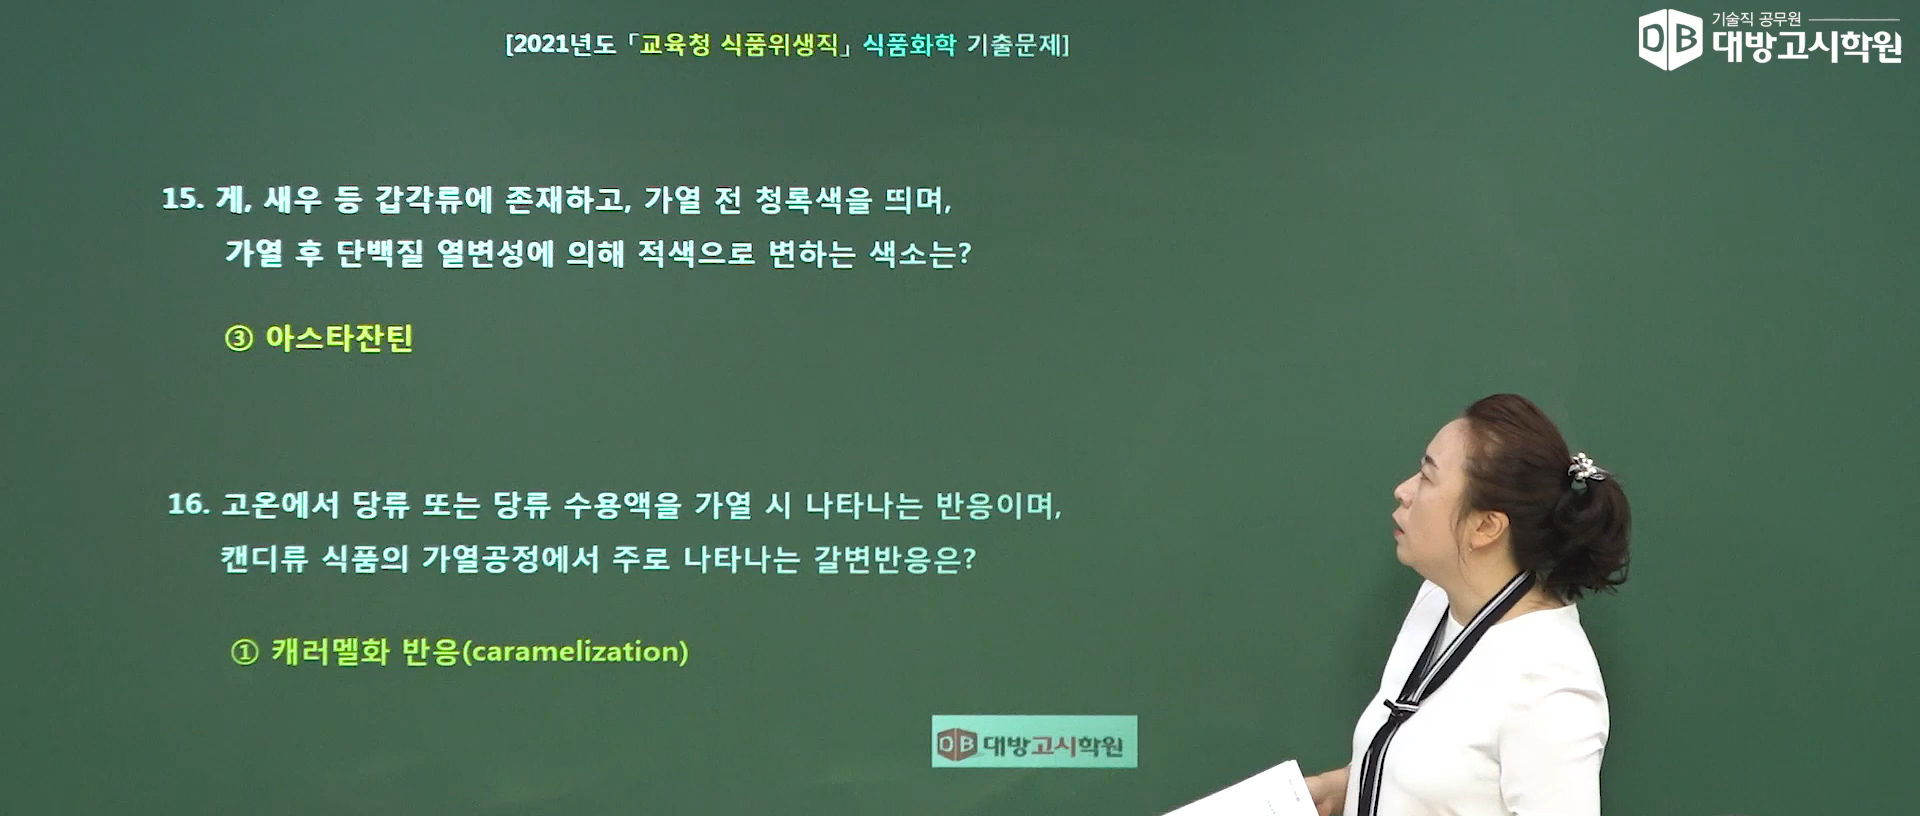 [2021년도 「교육청 식품위생직」 식품화학 기출문제]
기술직 공무원
DB 대방고시학원
15. 게, 새우 등 갑각류에 존재하고, 가열 전 청록색을 띄며,
가열 후 단백질 열변성에 의해 적색으로 변하는 색소는?
③ 아스타잔틴
16. 고온에서 당류 또는 당류 수용액을 가열 시 나타나는 반응이며,
캔디류 식품의 가열공정에서 주로 나타나는 갈변반응은?
① 캐러멜화 반응(caramelization)
DB 대방고시학원